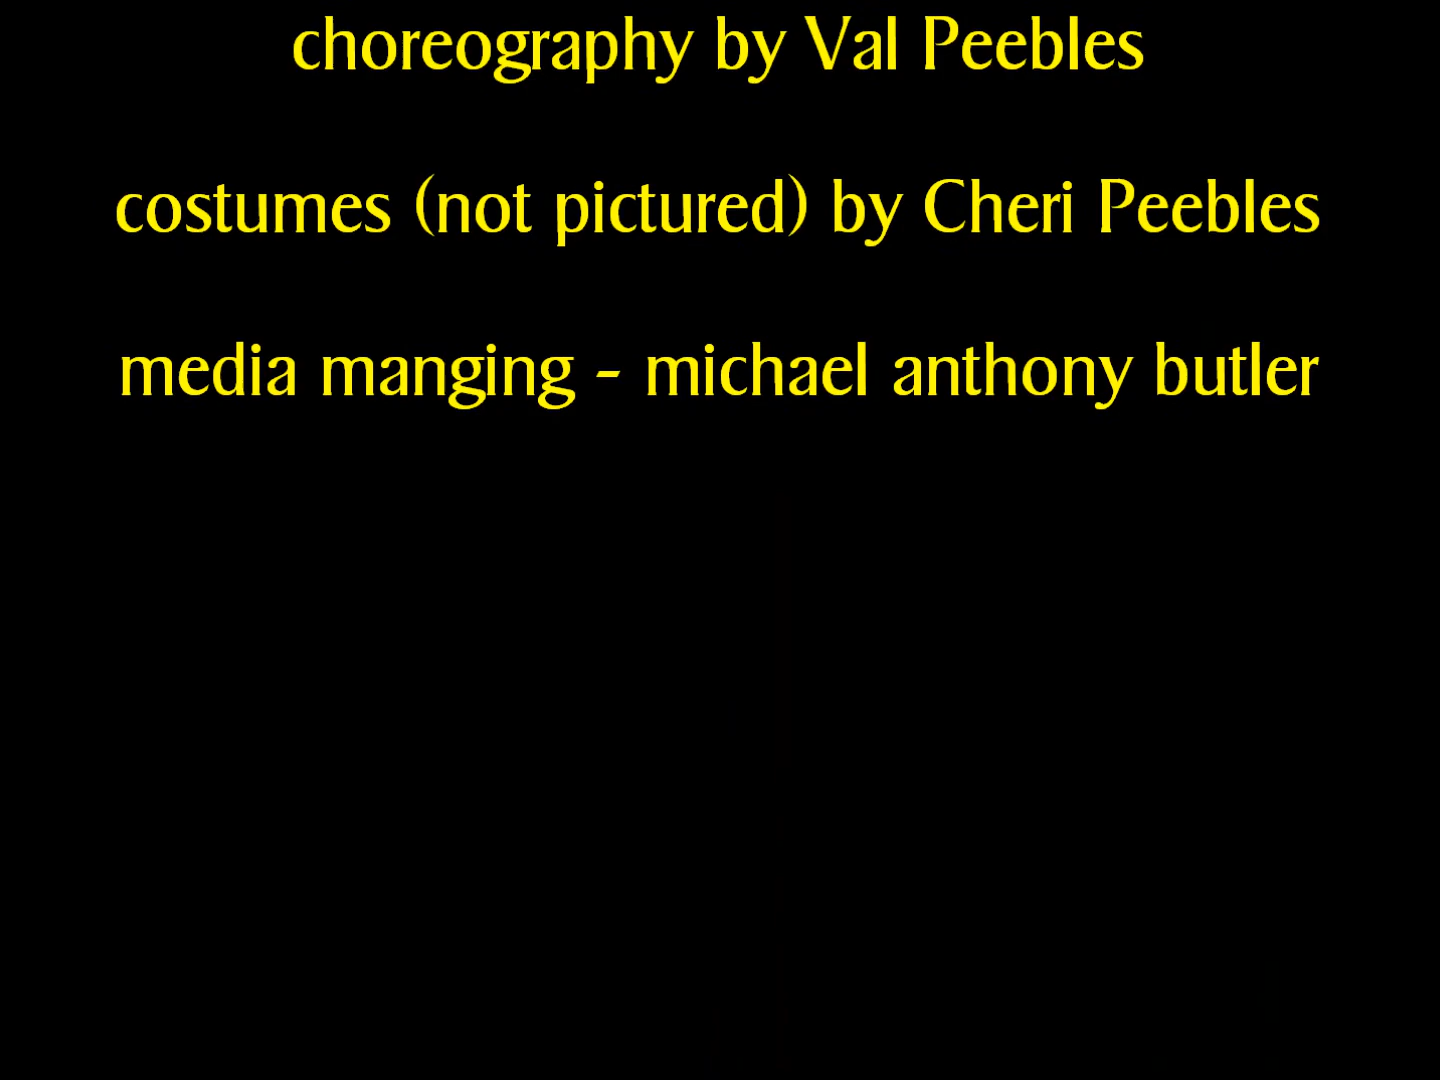 choreography by Val Peebles
costumes (not pictured) by Cheri Peebles
media manging - michael anthony butler